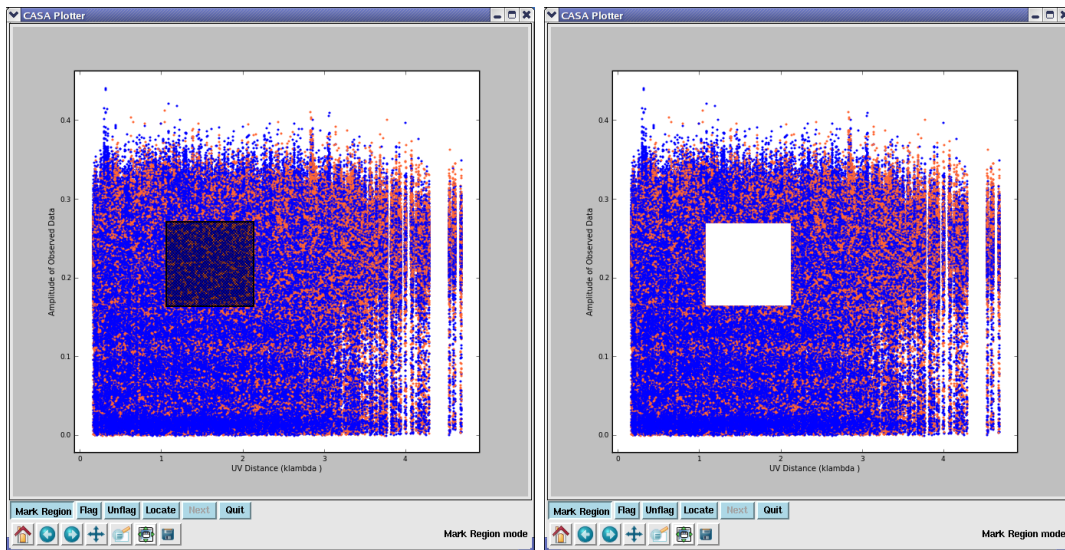 CASA Plotter
0.4
0.3
0.2
0.1
0.0
Amplitude of Observed Data
0 1 2 3 4
UV Distance (klambda )
Mark Region Flag Unflag Locate Next Quit
Mark Region mode
CASA Plotter
0.4
0.3
0.2
0.1
0.0
Amplitude of Observed Data
0 1 2 3 4
UV Distance (klambda )
Mark Region Flag Unflag Locate Next Quit
Mark Region mode